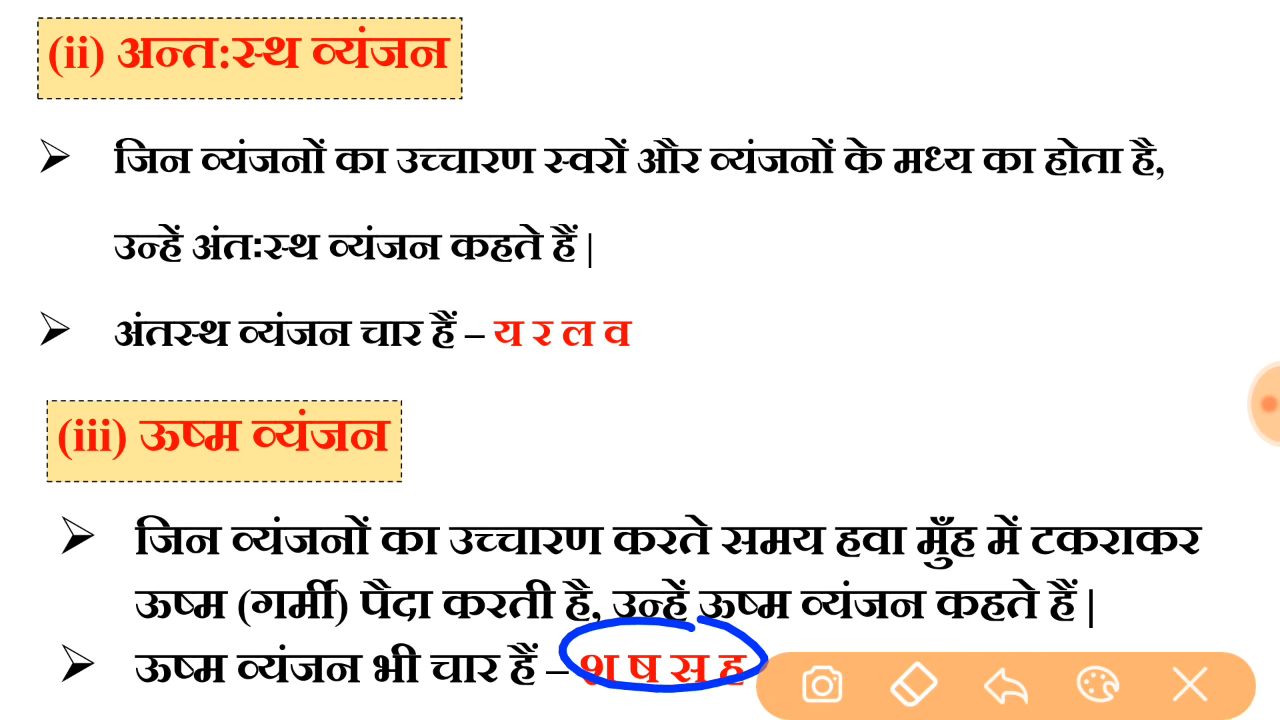 (ii) अन्त:स्थ व्यंजन
➢ जिन व्यंजनों का उच्चारण स्वरों और व्यंजनों के मध्य का होता है,
उन्हें अंतःस्थ व्यंजन कहते हैं |
➢ अंतस्थ व्यंजन चार हैं – य र ल व
(iii) ऊष्म व्यंजन
➢ जिन व्यंजनों का उच्चारण करते समय हवा मुँह में टकराकर
ऊष्म (गर्मी) पैदा करती है, उन्हें ऊष्म व्यंजन कहते हैं |
➢ ऊष्म व्यंजन भी चार हैं – श ष स ह